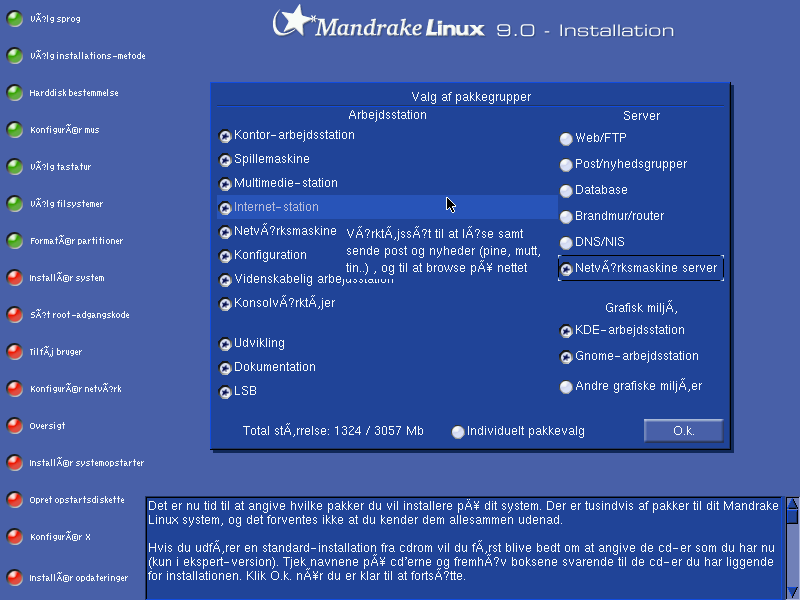 MandrakeLinux 9.0 - Installation
VÃ?lg sprog
VÃ?lg installations-metode
Harddisk bestemmelse
KonfigurÃ©r mus
VÃ?lg tastatur
VÃ?lg filsystemer
FormatÃ©r partitioner
InstallÃ©r system
SÃ?t root-adgangskode
TilfÃ¸j bruger
KonfigurÃ©r netvÃ?rk
Oversigt
InstallÃ©r systemopstarter
Opret opstartsdiskette
KonfigurÃ©r X
InstallÃ©r opdateringer
Valg af pakkegrupper
Arbejdsstation
Kontor-arbejdsstation
Spillemaskine
Multimedie-station
Internet-station
NetvÃ?rksmaskine
Konfiguration
Videnskabelig arbejdsstation
KonsolvÃ?rktÃ¸jer
Udvikling
Dokumentation
LSB
VÃ?rktÃ¸jssÃ?t til at lÃ?se samt
sende post og nyheder (pine, mutt,
tin..) , og til at browse pÃ¥ nettet
Server
Web/FTP
Post/nyhedsgrupper
Database
Brandmur/router
DNS/NIS
NetvÃ?rksmaskine server
Grafisk miljÃ¸
KDE-arbejdsstation
Gnome-arbejdsstation
Andre grafiske miljÃ¸er
Total stÃ¸rrelse: 1324 / 3057 Mb
Individuelt pakkevalg
O.k.
Det er nu tid til at angive hvilke pakker du vil installere pÃ¥ dit system. Der er tusindvis af pakker til dit Mandrake
Linux system, og det forventes ikke at du kender dem allesammen udenad.
Hvis du udfÃ¸rer en standard-installation fra cdrom vil du fÃ¸rst blive bedt om at angive de cd-er som du har nu
(kun i ekspert-version). Tjek navnene pÃ¥ cd'erne og fremhÃ?v boksene svarende til de cd-er du har liggende
for installationen. Klik O.k. nÃ¥r du er klar til at fortsÃ?tte.